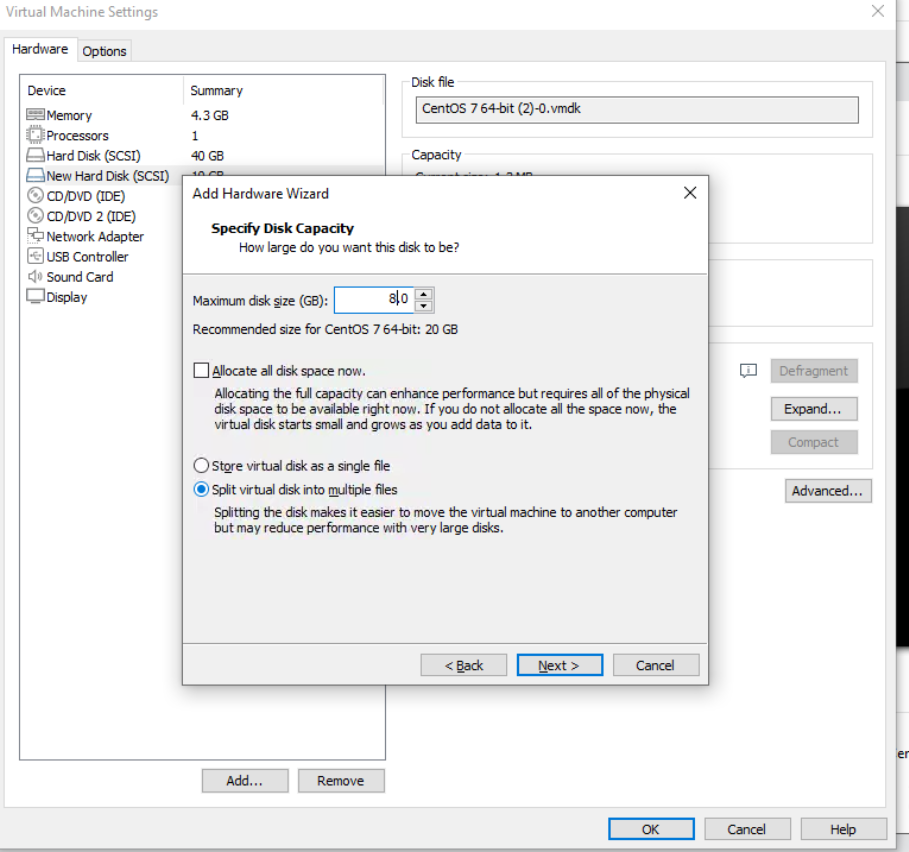 Virtual Machine Settings
Hardware Options
Device Summary
Memory 4.3 GB
Processors 1
Hard Disk (SCSI) 40 GB
New Hard Disk (SCSI) 10 GB
CD/DVD (IDE)
CD/DVD 2 (IDE)
Network Adapter
USB Controller
Sound Card
Display
Add... Remove
Disk file
CentOS 7 64-bit (2)-0.vmdk
Capacity
Current size: 1.3 MB
Defragment
Expand...
Compact
Advanced...
Add Hardware Wizard
Specify Disk Capacity
How large do you want this disk to be?
Maximum disk size (GB): 8.0
Recommended size for CentOS 7 64-bit: 20 GB
Allocate all disk space now.
Allocating the full capacity can enhance performance but requires all of the physical
disk space to be available right now. If you do not allocate all the space now, the
virtual disk starts small and grows as you add data to it.
Store virtual disk as a single file
Split virtual disk into multiple files
Splitting the disk makes it easier to move the virtual machine to another computer
but may reduce performance with very large disks.
< Back Next > Cancel
OK Cancel Help